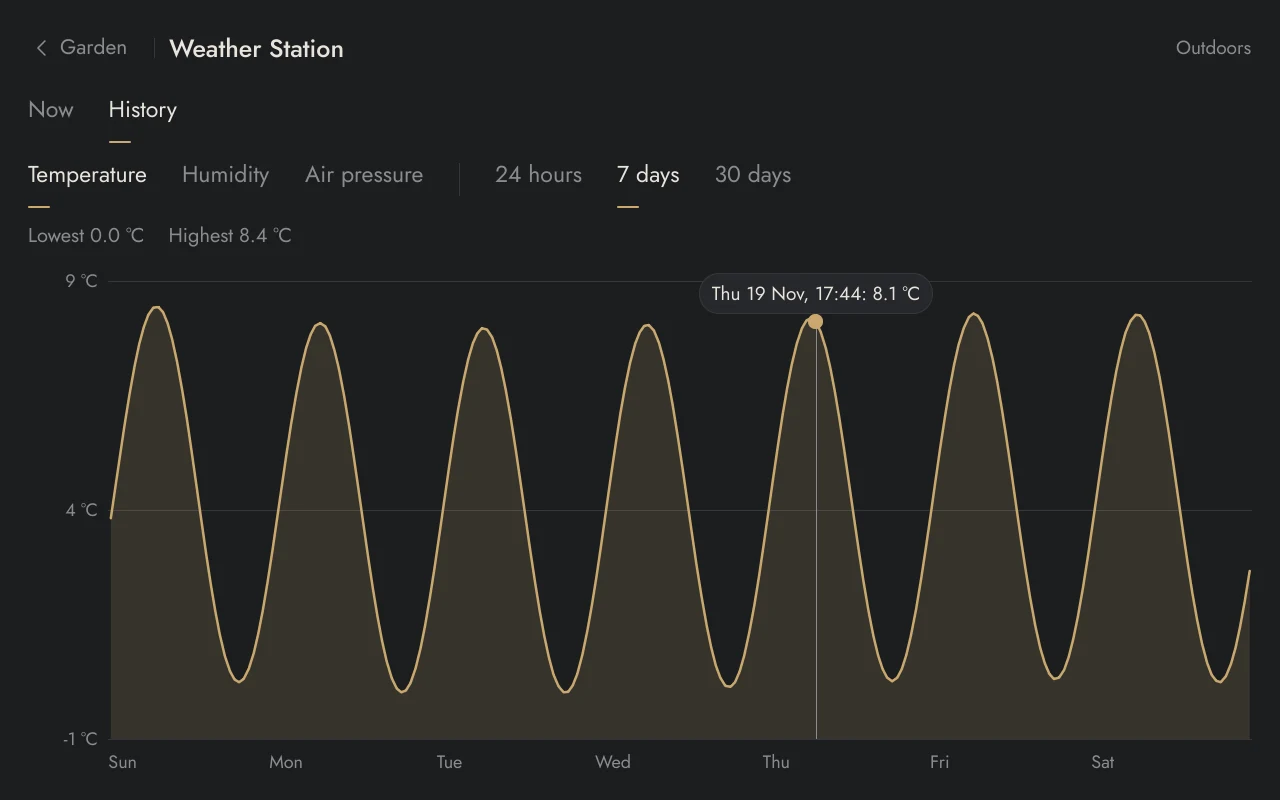 Garden
Weather Station
Outdoors
Now History
Temperature Humidity Air pressure 24 hours 7 days 30 days
Lowest 0.0 °C Highest 8.4 °C
9 °C
Thu 19 Nov, 17:44: 8.1 °C
4 °C
-1 °C
Sun Mon Tue Wed Thu Fri Sat